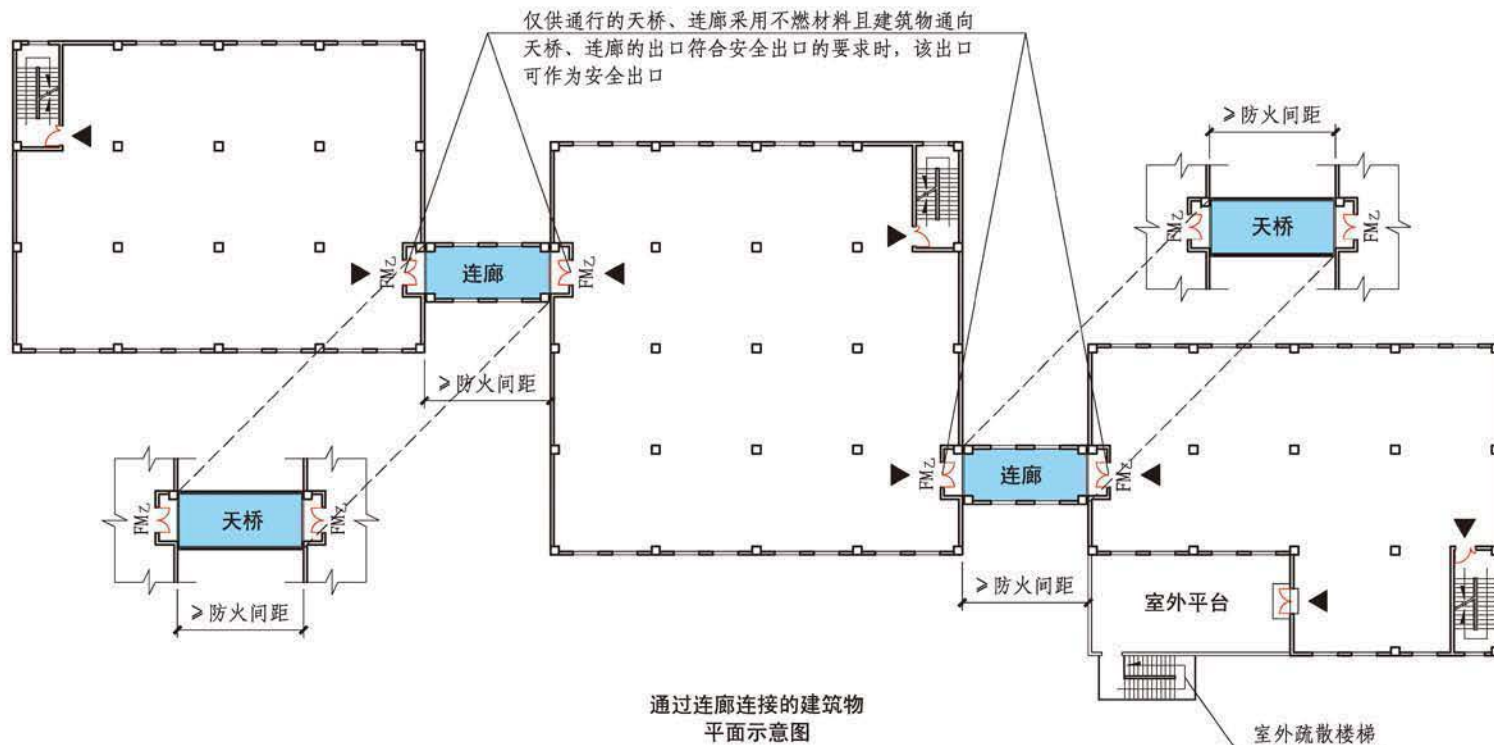 仅供通行的天桥、连廊采用不燃材料且建筑物通向
天桥、连廊的出口符合安全出口的要求时，该出口
可作为安全出口
≥防火间距
天桥
FM乙
FM乙
连廊
FM乙
FM乙
≥防火间距
连廊
FM乙
FM乙
天桥
FM乙
FM乙
≥防火间距
≥防火间距
室外平台
通过连廊连接的建筑物
平面示意图
室外疏散楼梯